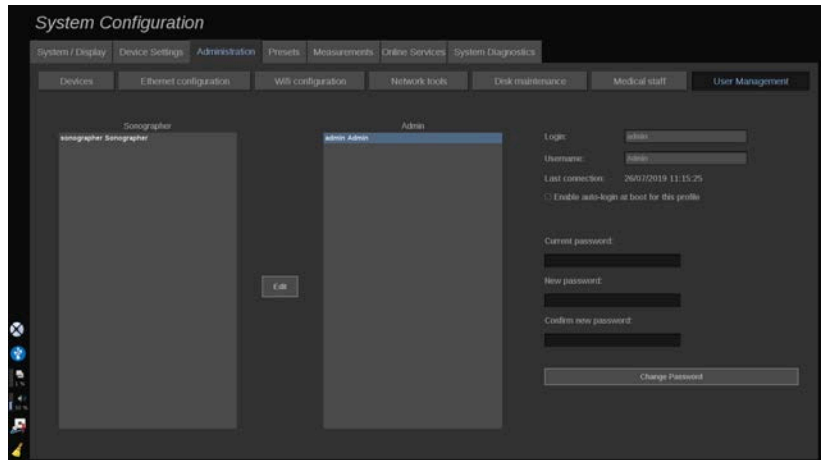 System Configuration
System / Display Device Settings Administration Presets Measurements Online Services System Diagnostics
Devices Ethernet configuration Wifi configuration Network tools Disk maintenance Medical staff User Management
Sonographer
sonographer Sonographer
Admin
admin Admin
Edit
Login: admin
Username: Admin
Last connection: 26/07/2019 11:15:25
Enable auto-login at boot for this profile
Current password:
New password:
Confirm new password:
Change Password
1 %